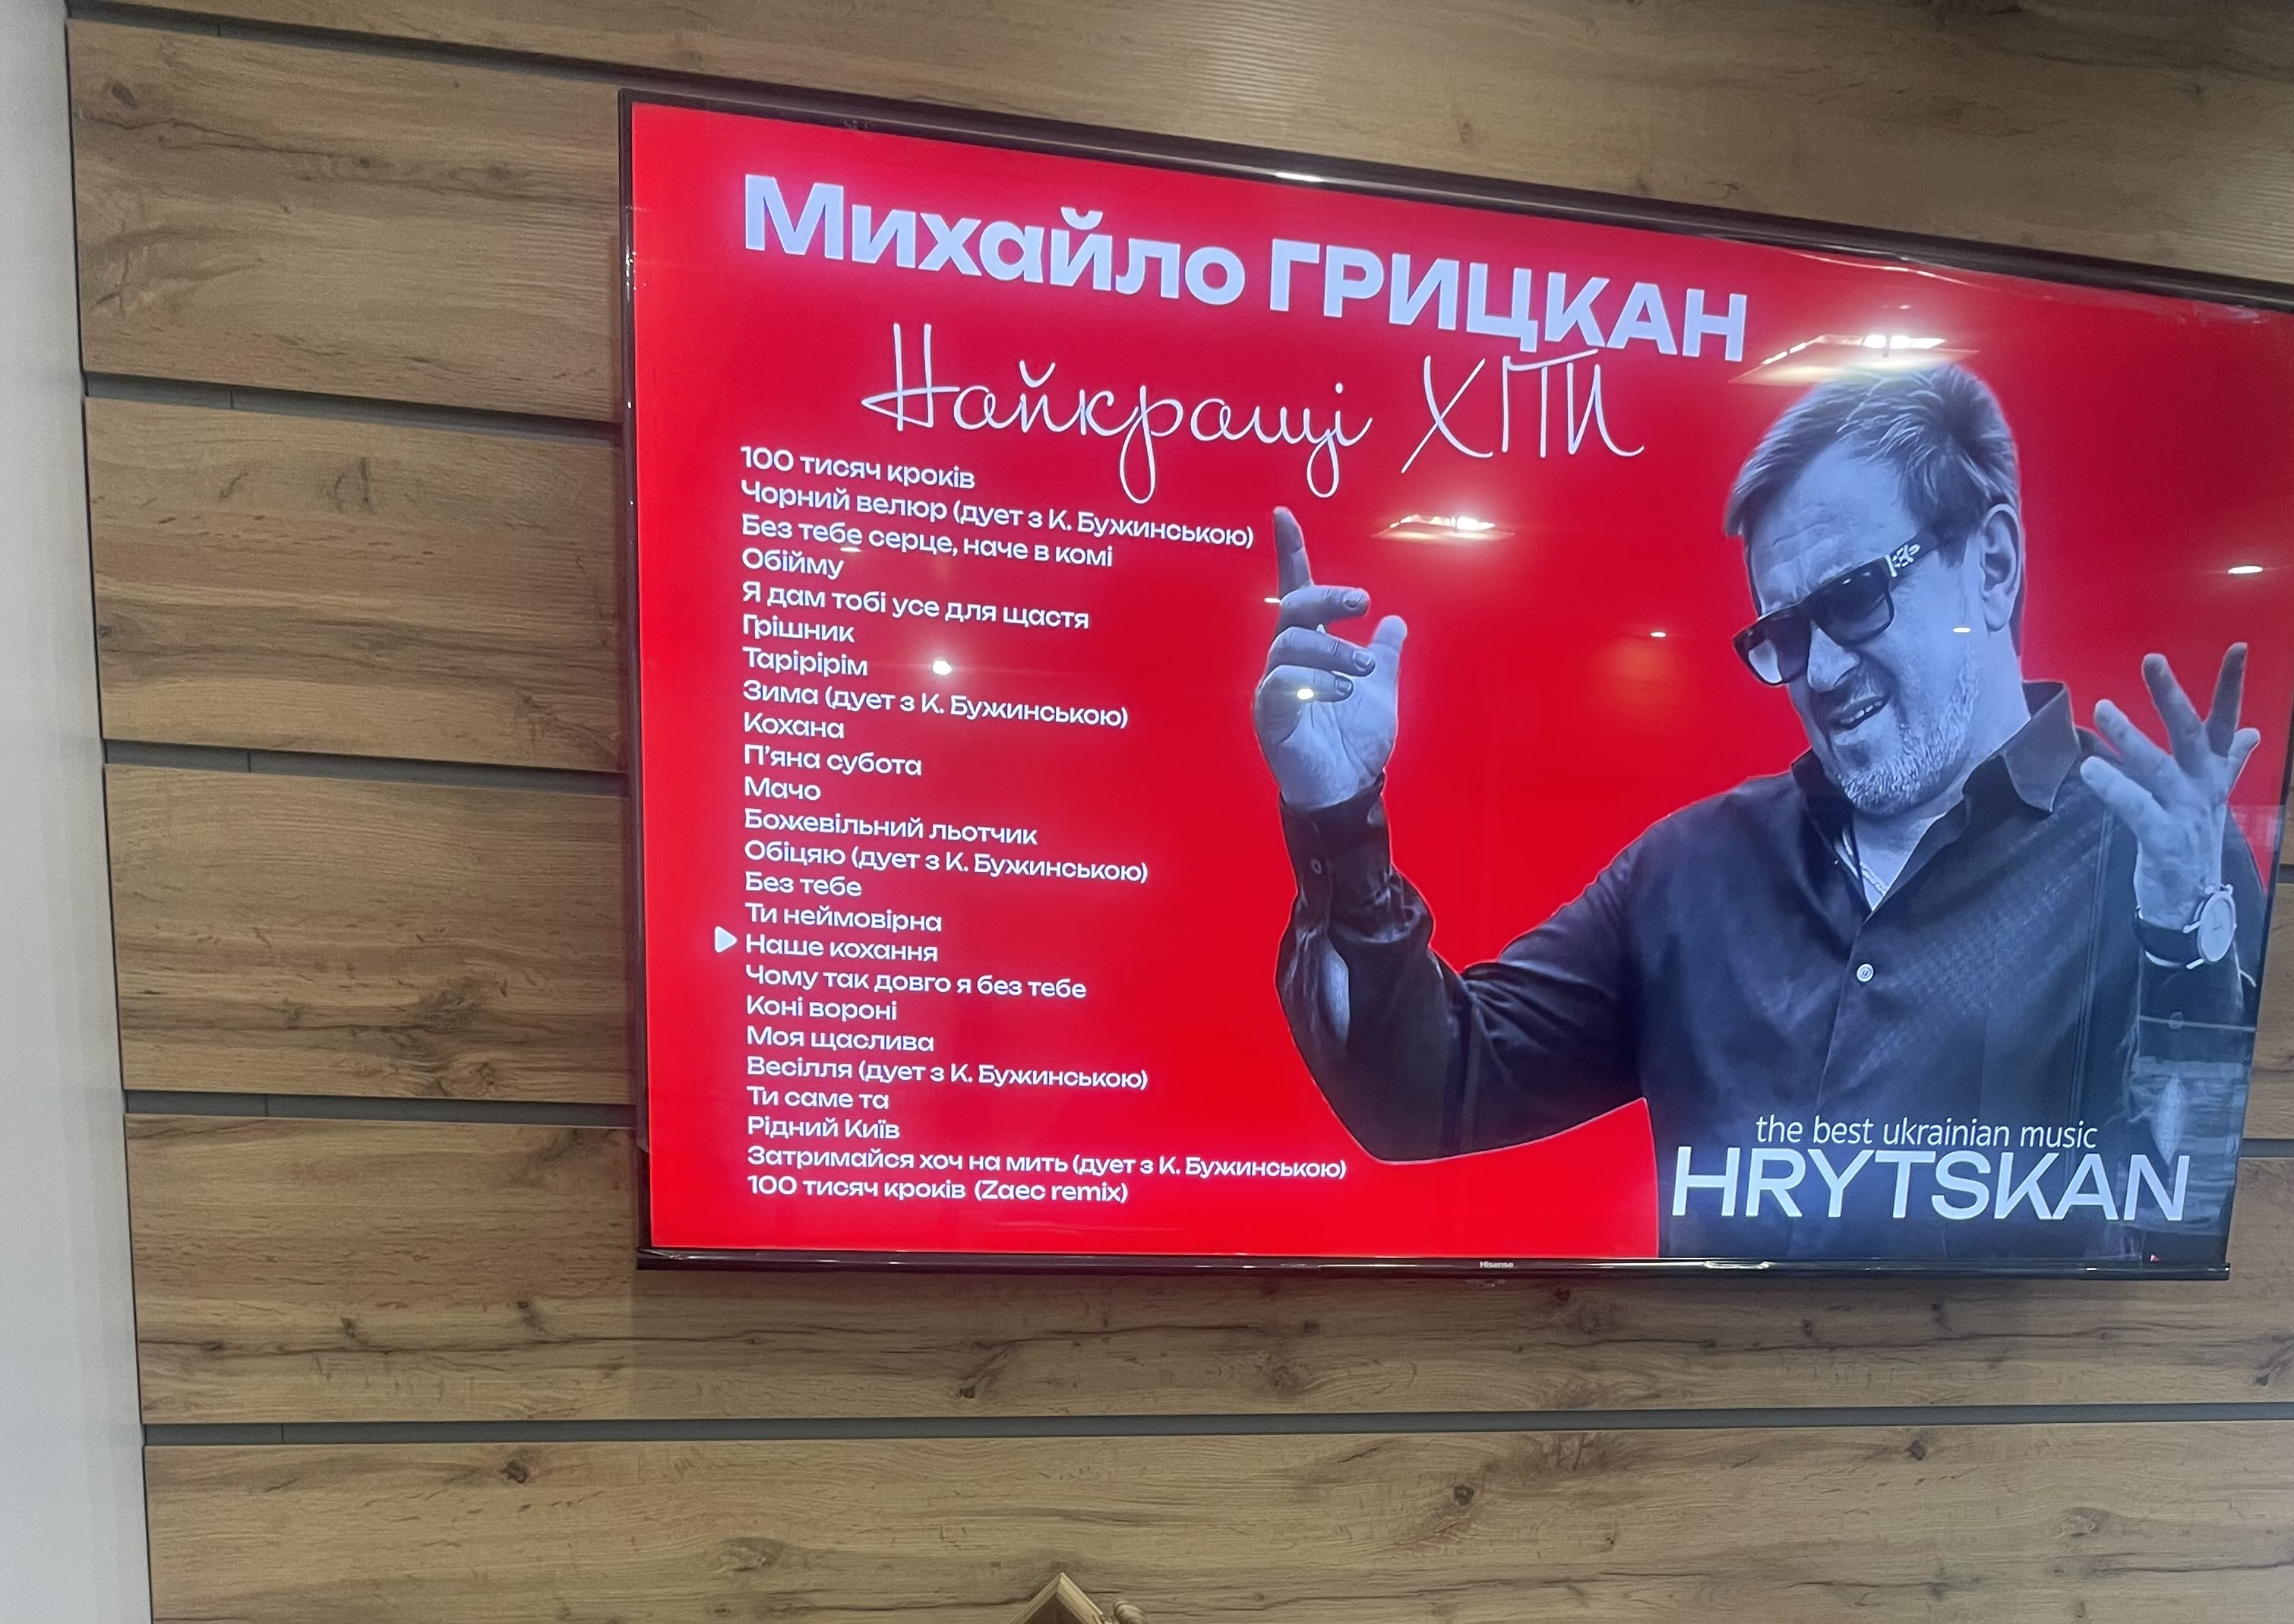 Михайло ГРИЦКАН
Найкращі ХІТИ
100 тисяч кроків
Чорний велюр (дует з К. Бужинською)
Без тебе серце, наче в комі
Обійму
Я дам тобі усе для щастя
Грішник
Тарірірім
Зима (дует з К. Бужинською)
Кохана
П'яна субота
Мачо
Божевільний льотчик
Обіцяю (дует з К. Бужинською)
Без тебе
Ти неймовірна
Наше кохання
Чому так довго я без тебе
Коні вороні
Моя щаслива
Весілля (дует з К. Бужинською)
Ти саме та
Рідний Київ
Затримайся хоч на мить (дует з К. Бужинською)
100 тисяч кроків (Zaec remix)
the best ukrainian music
HRYTSKAN
Hisense